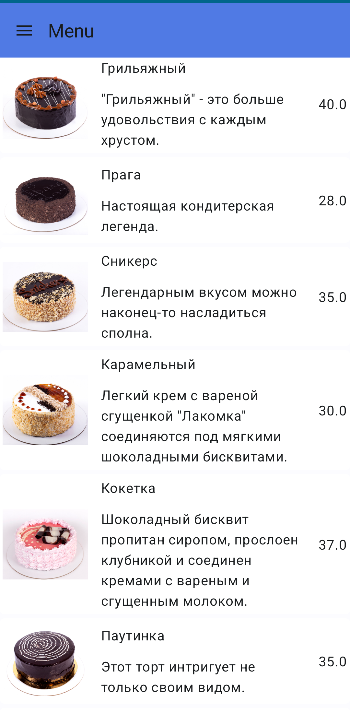 Menu
Грильяжный
"Грильяжный" - это больше
удовольствия с каждым
хрустом.
40.0
Прага
Настоящая кондитерская
легенда.
28.0
Сникерс
Легендарным вкусом можно
наконец-то насладиться
сполна.
35.0
Карамельный
Легкий крем с вареной
сгущенкой "Лакомка"
соединяются под мягкими
шоколадными бисквитами.
30.0
Кокетка
Шоколадный бисквит
пропитан сиропом, прослоен
клубникой и соединен
кремами с вареным и
сгущенным молоком.
37.0
Паутинка
Этот торт интригует не
только своим видом.
35.0